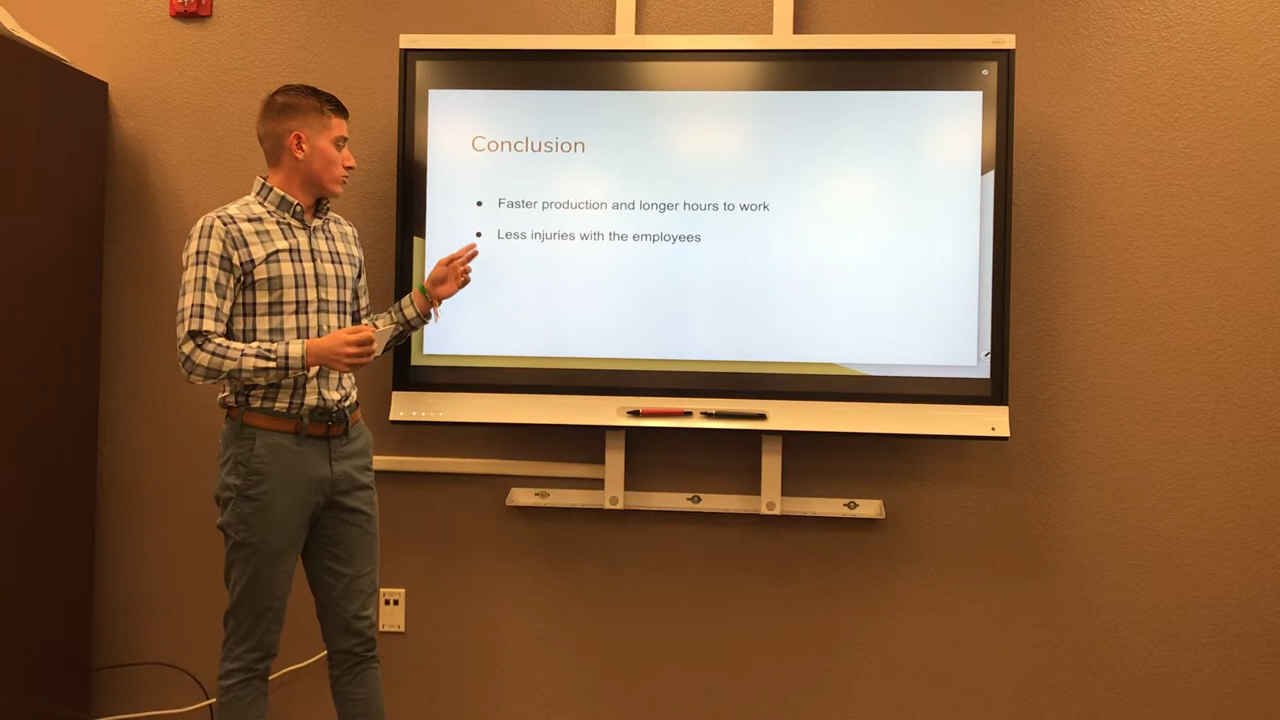 Conclusion
● Faster production and longer hours to work
● Less injuries with the employees